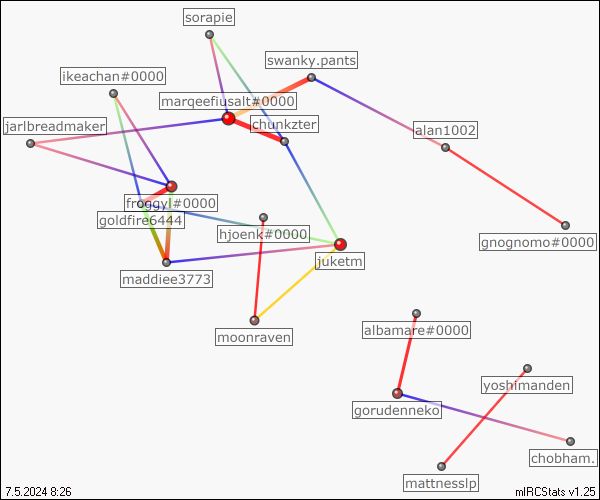 sorapie
swanky.pants
ikeachan#0000
marqeefiusalt#0000
chunkzter
jarlbreadmaker
alan1002
froggyl#0000
goldfire6444
hjoenk#0000
gnognomo#0000
juketm
maddiee3773
albamare#0000
moonraven
yoshimanden
gorudenneko
chobham.
mattnesslp
7.5.2024 8:26
mIRCStats v1.25